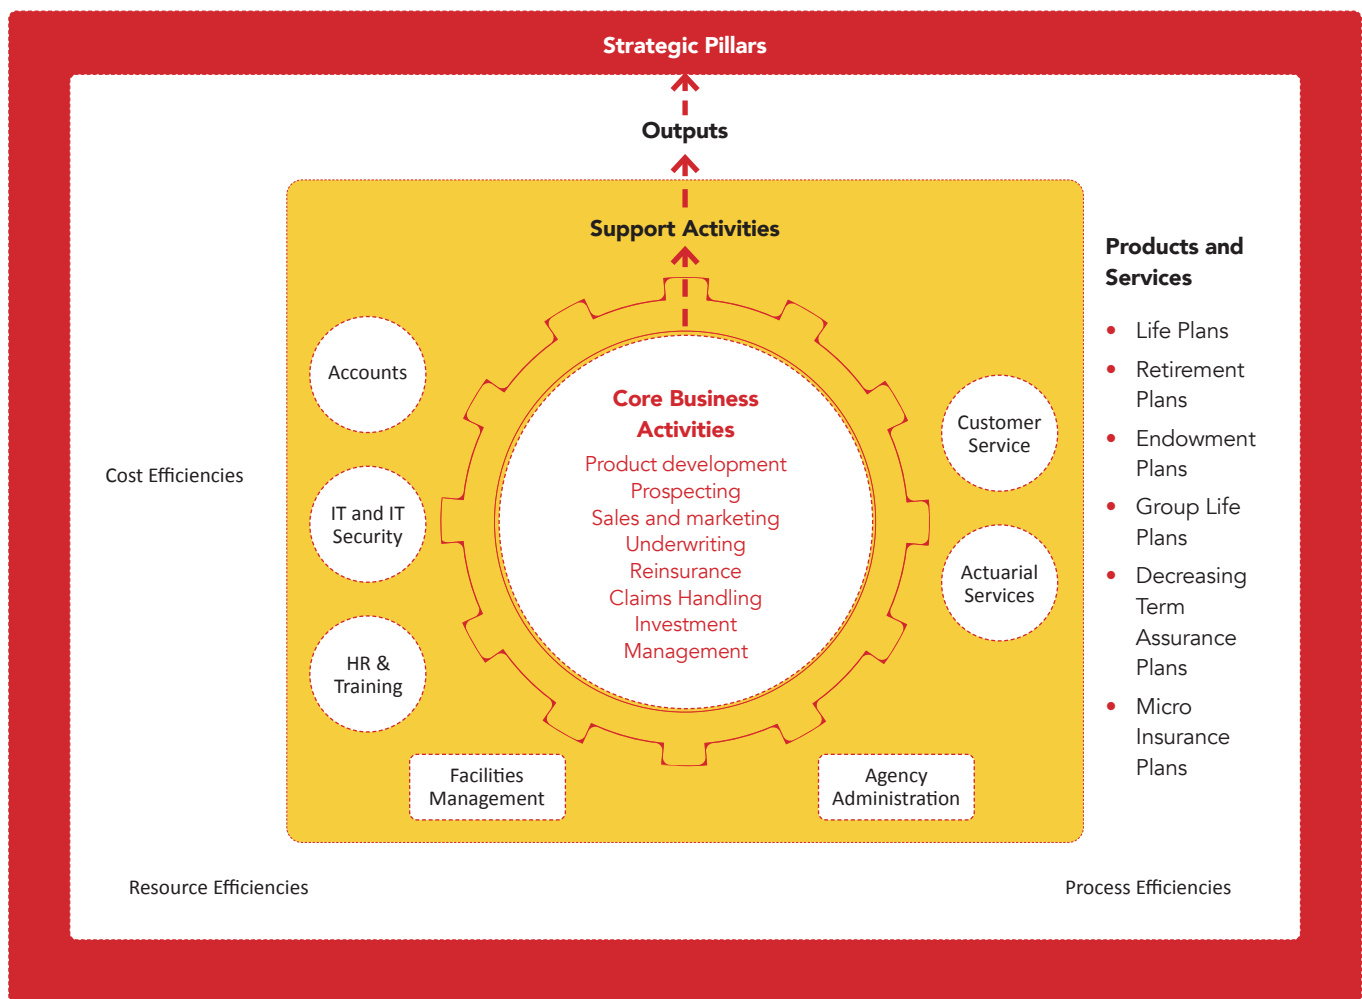 Strategic Pillars
Outputs
Support Activities
Accounts
IT and IT
Security
HR &
Training
Facilities
Management
Core Business
Activities
Product development
Prospecting
Sales and marketing
Underwriting
Reinsurance
Claims Handling
Investment
Management
Customer
Service
Actuarial
Services
Agency
Administration
Products and
Services
• Life Plans
• Retirement
Plans
• Endowment
Plans
• Group Life
Plans
• Decreasing
Term
Assurance
Plans
• Micro
Insurance
Plans
Cost Efficiencies
Resource Efficiencies
Process Efficiencies